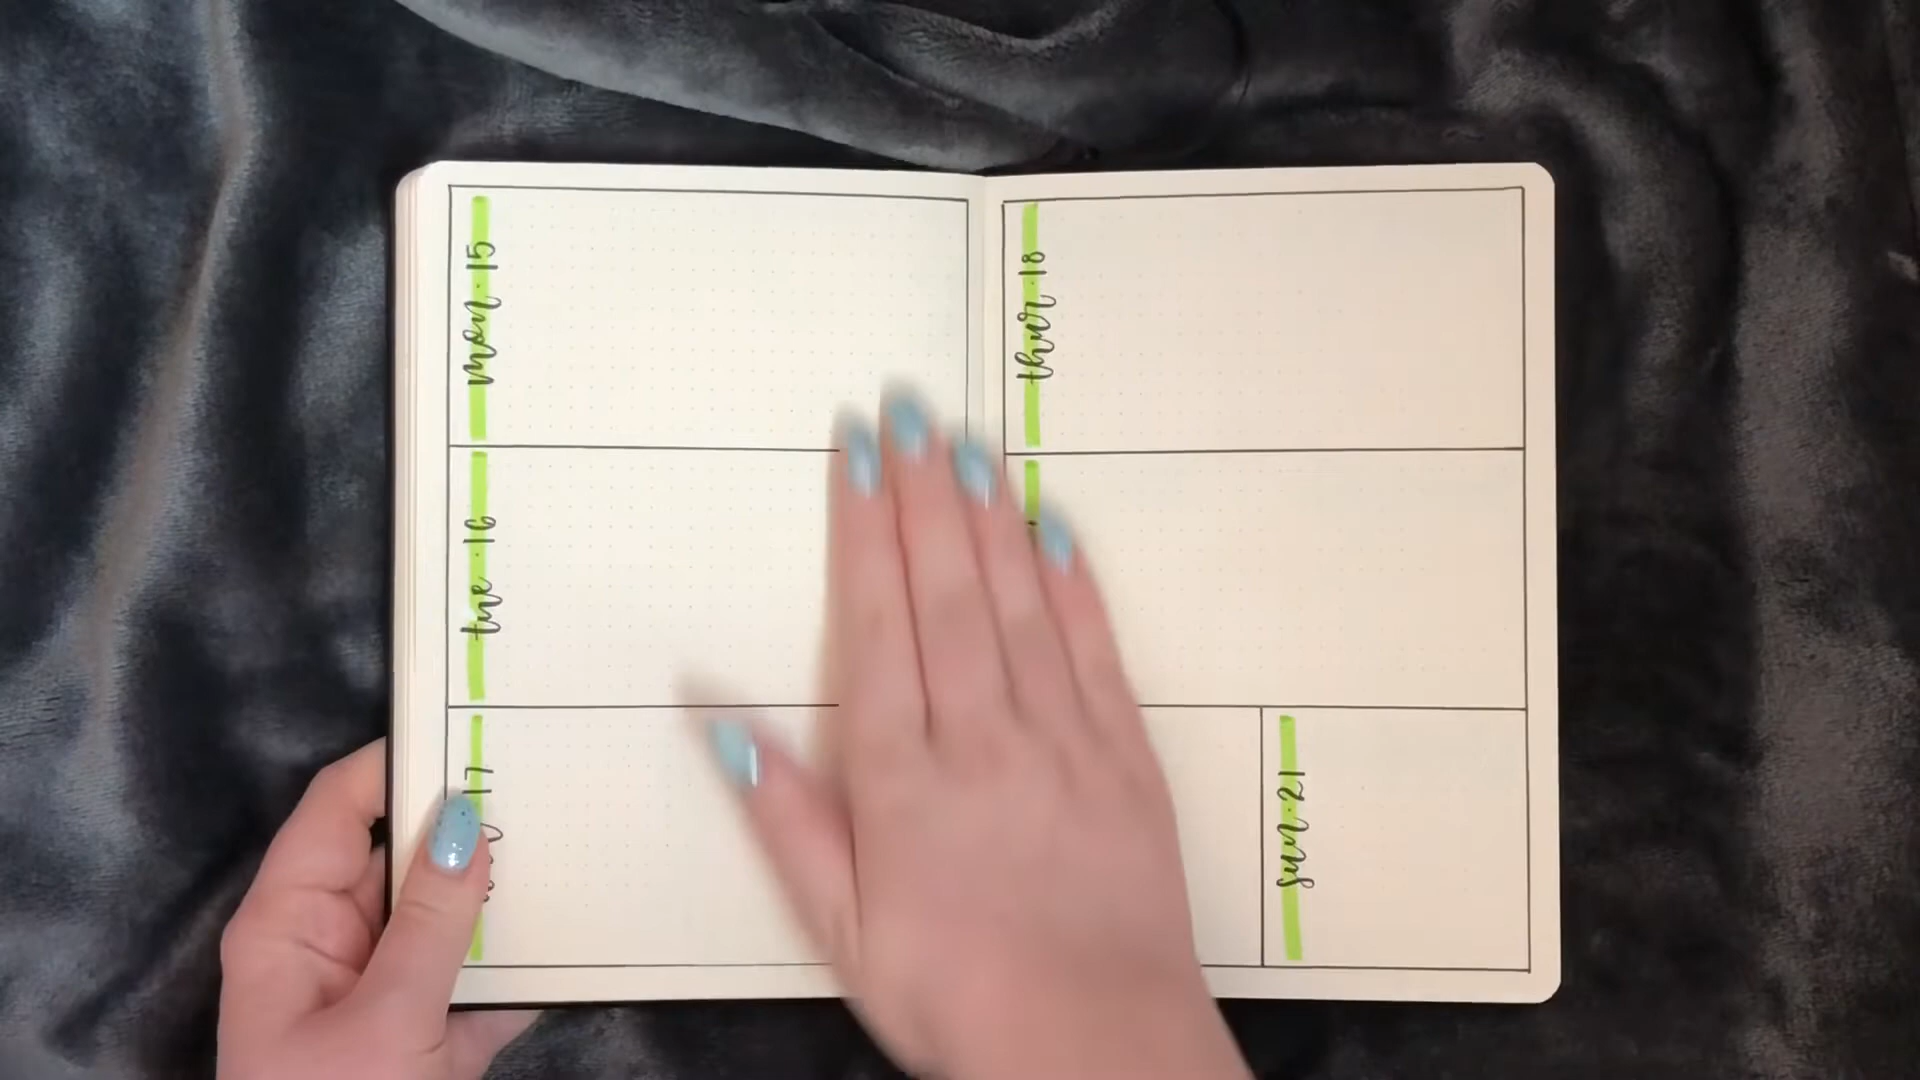 mon · 15
tue · 16
17
thur · 18
sun · 21